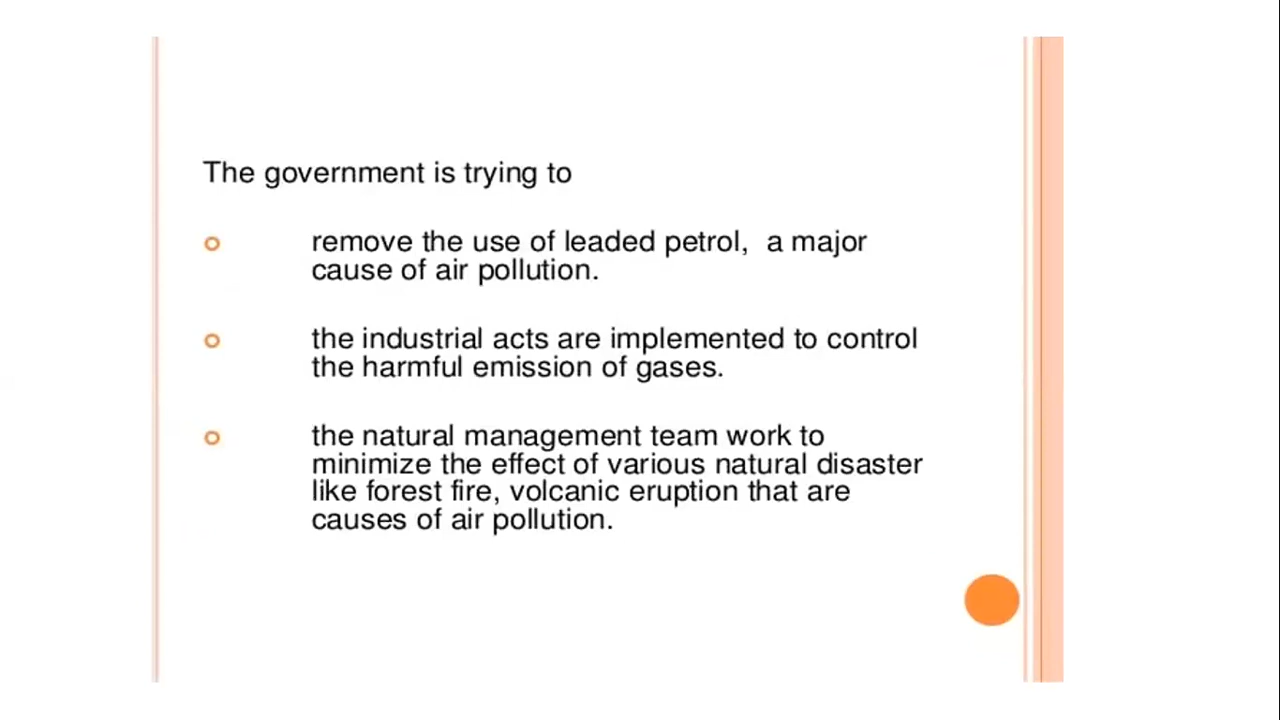 The government is trying to
remove the use of leaded petrol,  a major
cause of air pollution.
the industrial acts are implemented to control
the harmful emission of gases.
the natural management team work to
minimize the effect of various natural disaster
like forest fire, volcanic eruption that are
causes of air pollution.